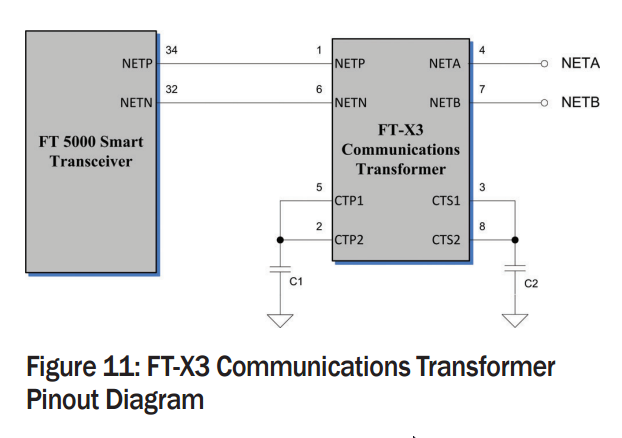 34
1
4
NETP
NETP
NETA
NETA
32
6
7
NETN
NETN
NETB
NETB
FT 5000 Smart
Transceiver
FT-X3
Communications
Transformer
5
3
CTP1
CTS1
2
8
CTP2
CTS2
C1
C2
Figure 11: FT-X3 Communications Transformer
Pinout Diagram